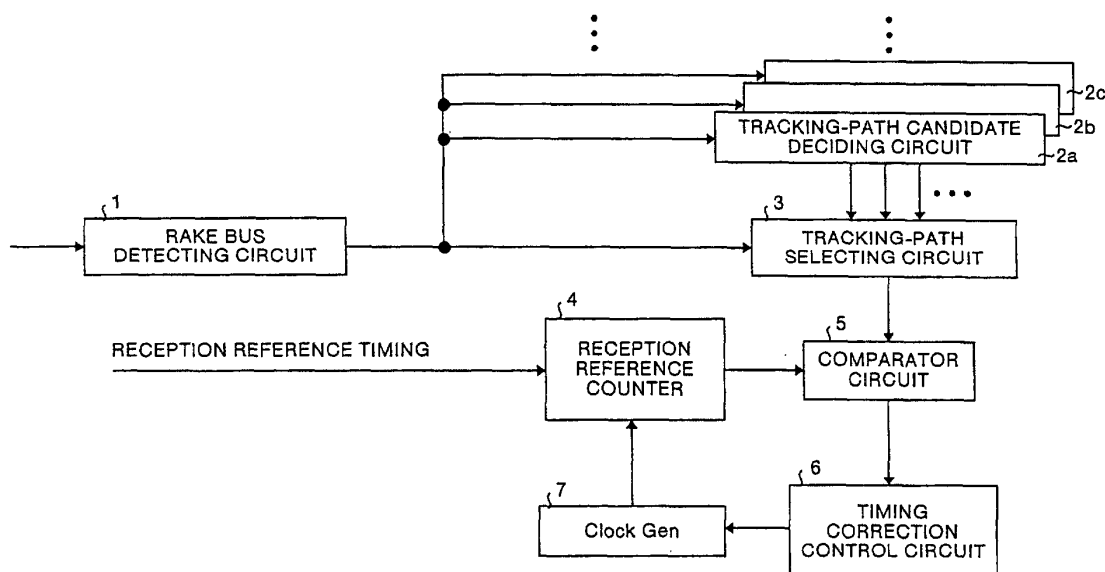 2c
2b
TRACKING-PATH CANDIDATE
DECIDING CIRCUIT
2a
1
RAKE BUS
DETECTING CIRCUIT
3
TRACKING-PATH
SELECTING CIRCUIT
4
RECEPTION REFERENCE TIMING
RECEPTION
REFERENCE
COUNTER
5
COMPARATOR
CIRCUIT
6
TIMING
CORRECTION
CONTROL CIRCUIT
7
Clock Gen